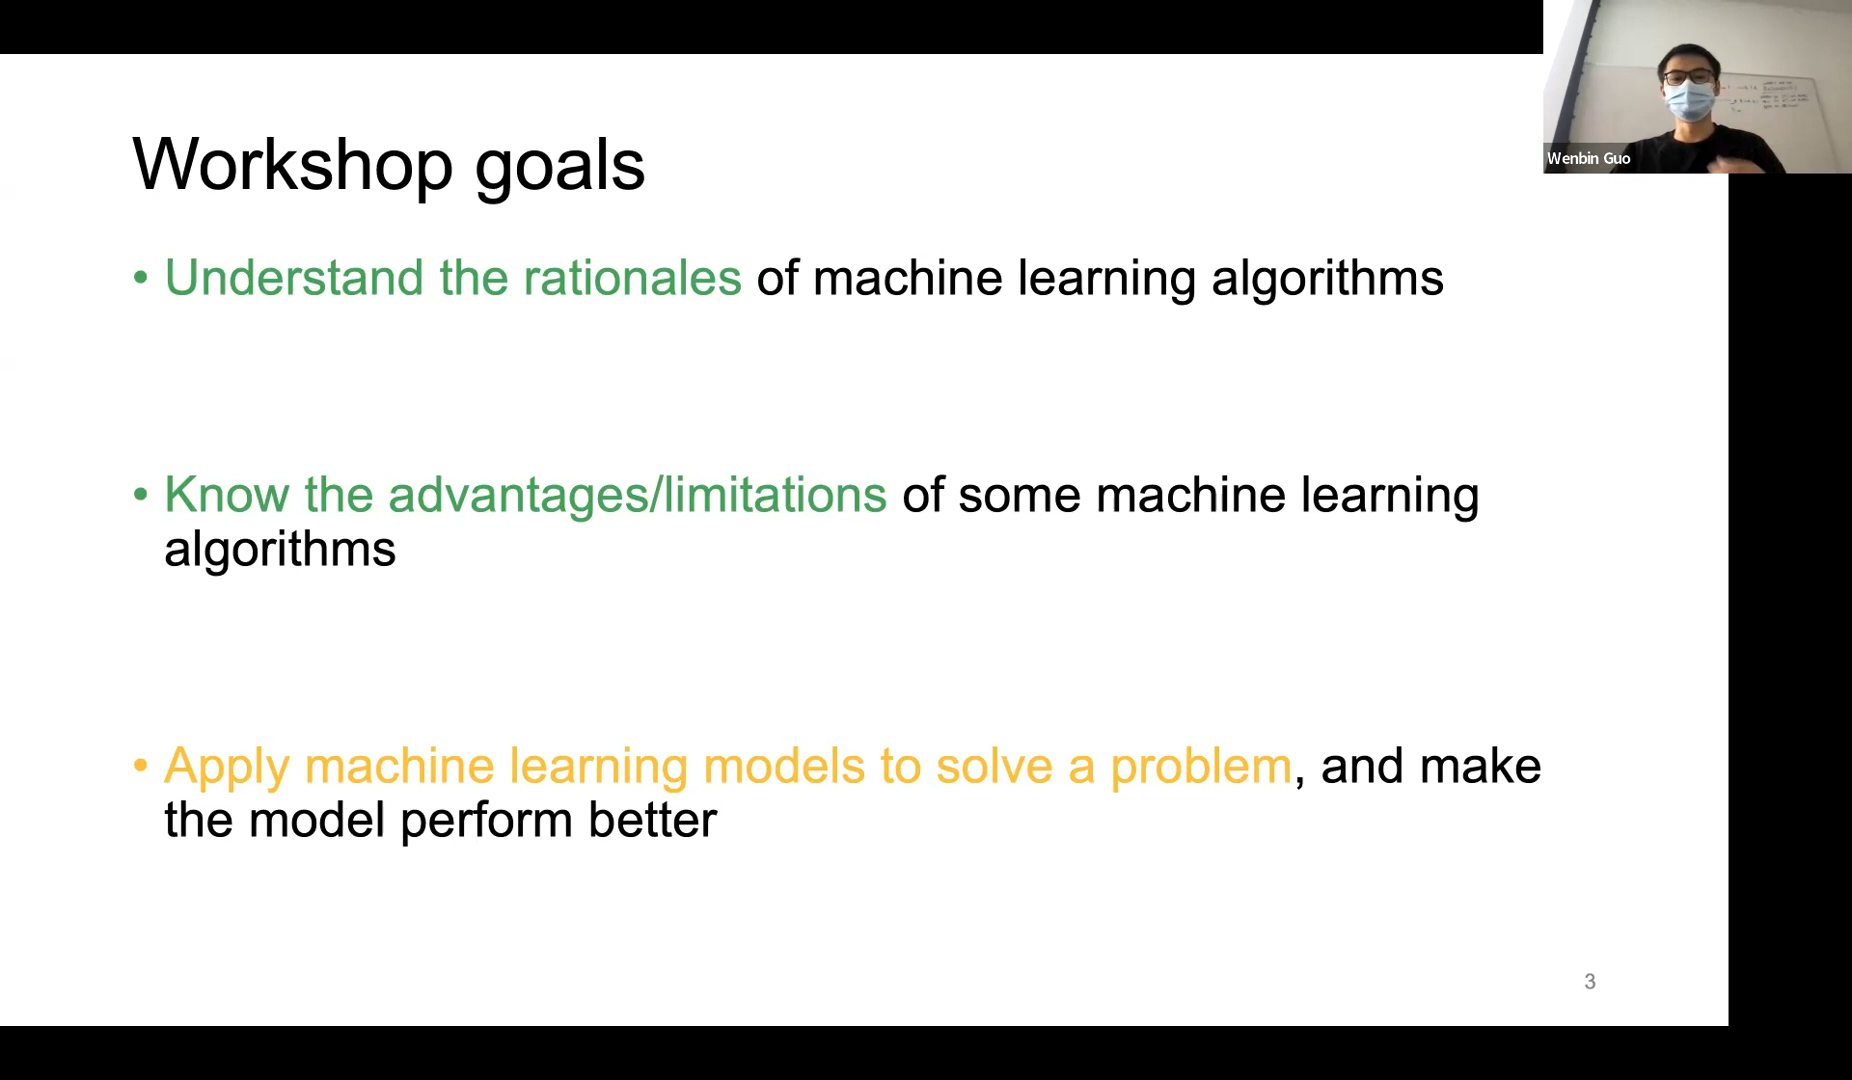 Workshop goals
• Understand the rationales of machine learning algorithms
• Know the advantages/limitations of some machine learning
algorithms
• Apply machine learning models to solve a problem, and make
the model perform better
3
Wenbin Guo